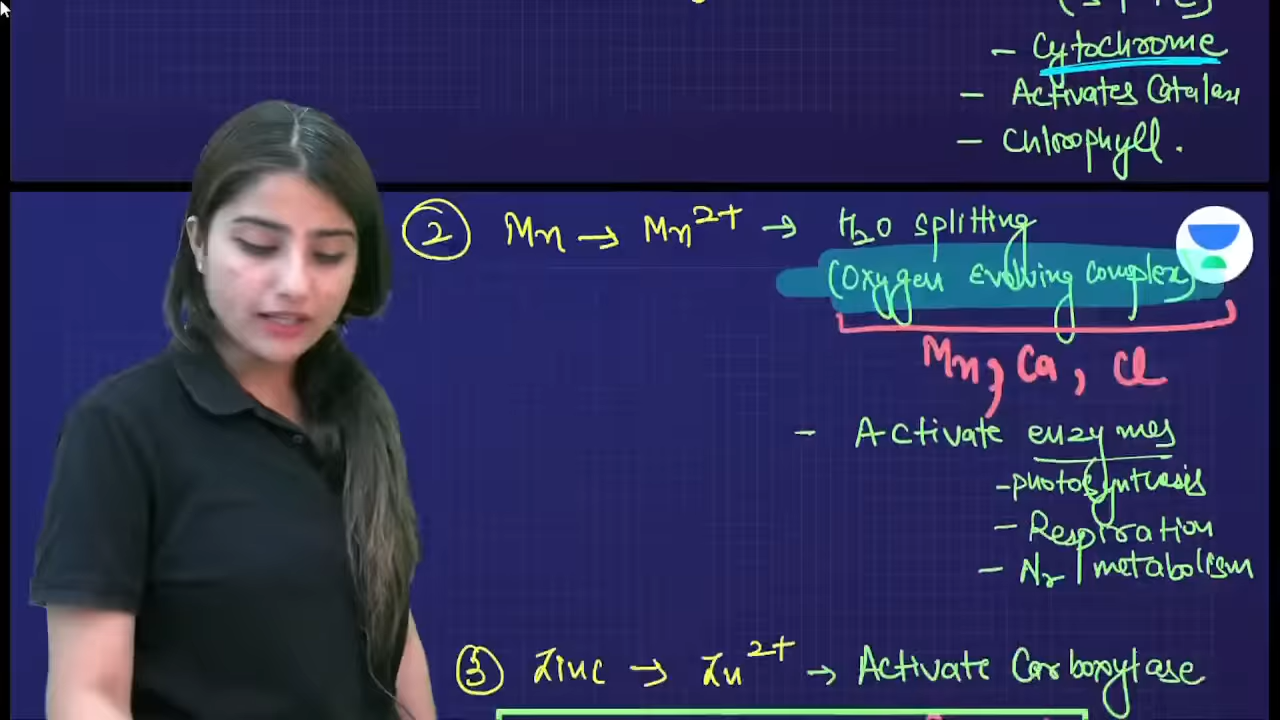 - Cytochrome
- Activates Catalase
- Chlorophyll.
② Mn → Mn2+ → H2O splitting
(Oxygen Evolving Complex)
Mn, Ca, Cl
- Activate enzymes
- Photosyntesis
- Respiration
- N2 metabolism
③ Zinc → Zn2+ → Activate Carboxylase